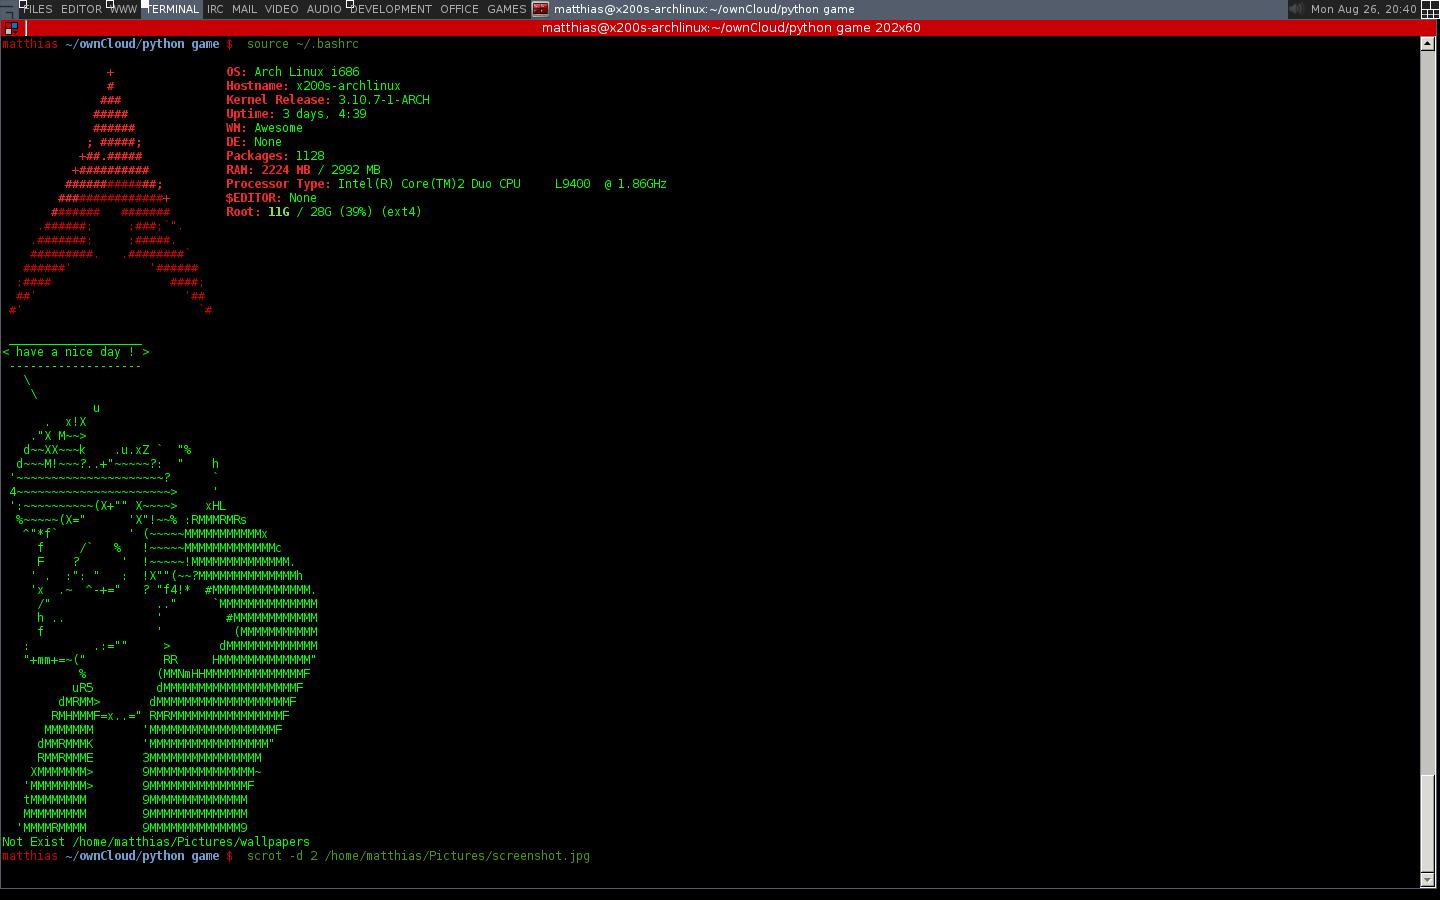 FILES EDITOR WWW TERMINAL IRC MAIL VIDEO AUDIO DEVELOPMENT OFFICE GAMES matthias@x200s-archlinux:~/ownCloud/python game Mon Aug 26, 20:40
matthias@x200s-archlinux:~/ownCloud/python game 202x60
matthias ~/ownCloud/python game $ source ~/.bashrc
OS: Arch Linux i686
Hostname: x200s-archlinux
Kernel Release: 3.10.7-1-ARCH
Uptime: 3 days, 4:39
WM: Awesome
DE: None
Packages: 1128
RAM: 2224 MB / 2992 MB
Processor Type: Intel(R) Core(TM)2 Duo CPU L9400 @ 1.86GHz
$EDITOR: None
Root: 11G / 28G (39%) (ext4)
< have a nice day ! >
Not Exist /home/matthias/Pictures/wallpapers
matthias ~/ownCloud/python game $ scrot -d 2 /home/matthias/Pictures/screenshot.jpg